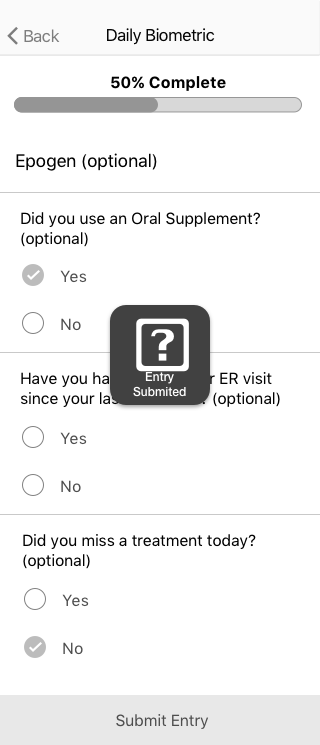 Back
Daily Biometric
50% Complete
Epogen (optional)
Did you use an Oral Supplement?
(optional)
Yes
No
Have you ha r ER visit
since your las ? (optional)
Entry
Submited
Yes
No
Did you miss a treatment today?
(optional)
Yes
No
Submit Entry